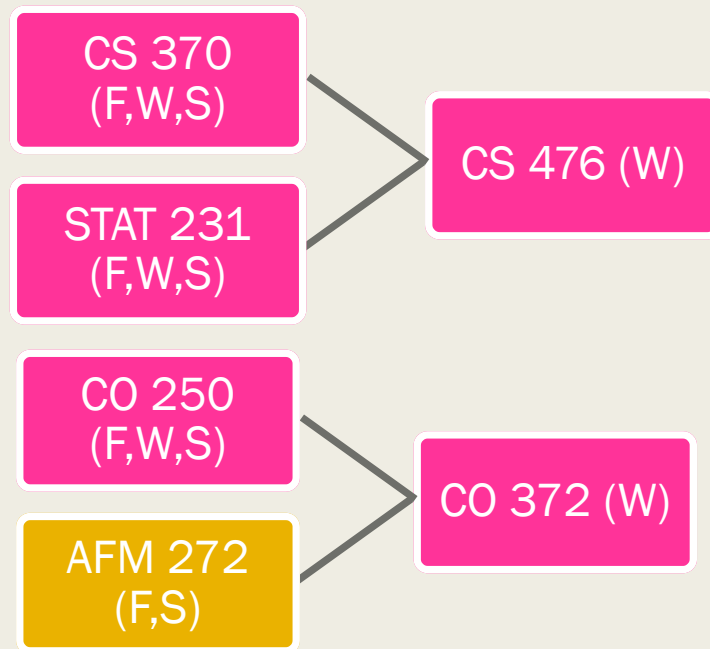 CS 370
(F,W,S)
STAT 231
(F,W,S)
CS 476 (W)
CO 250
(F,W,S)
AFM 272
(F,S)
CO 372 (W)